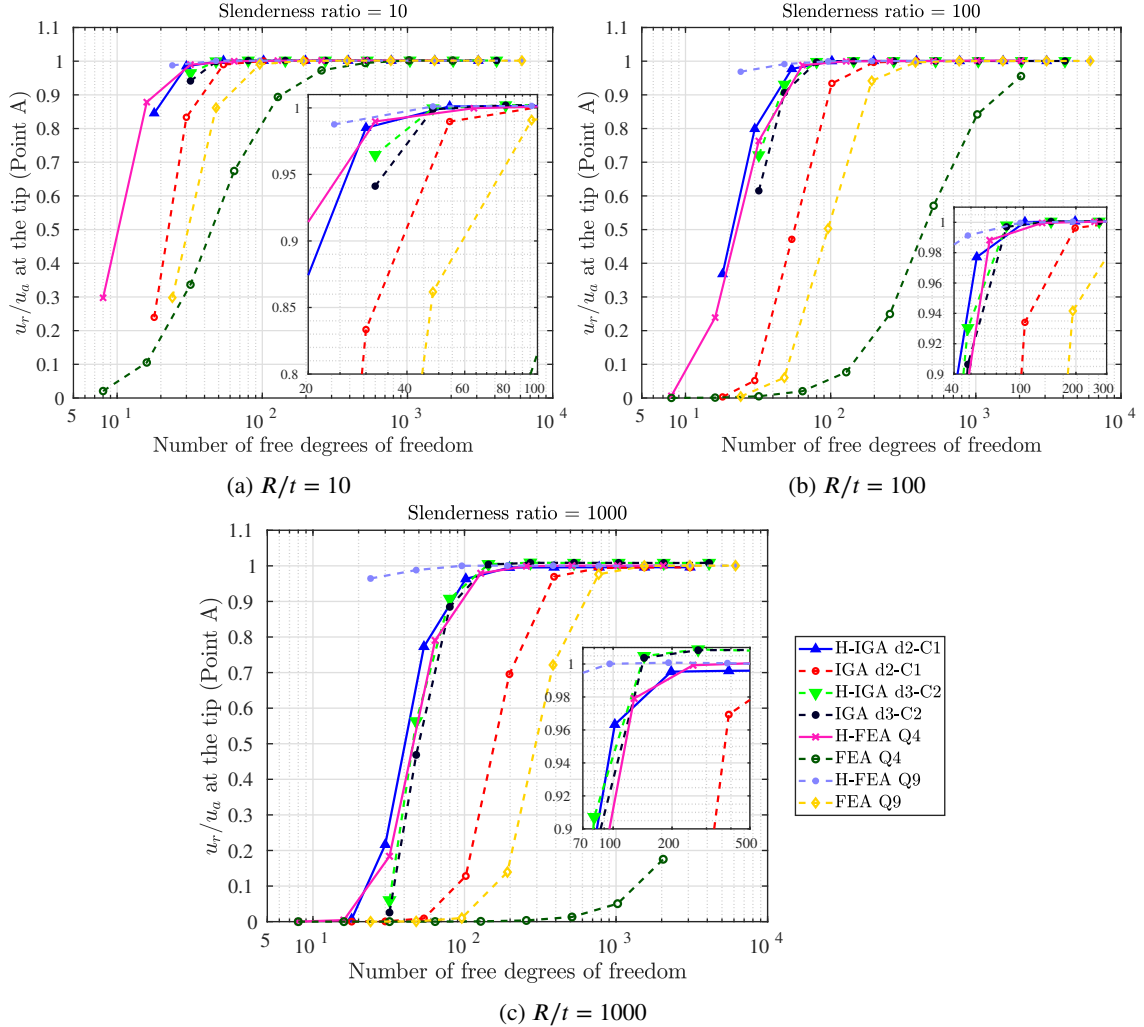 Slenderness ratio = 10
u_r/u_a at the tip (Point A)
1.1
1
0.9
0.8
0.7
0.6
0.5
0.4
0.3
0.2
0.1
0
5 10^1 10^2 10^3 10^4
Number of free degrees of freedom
1
0.95
0.9
0.85
0.8
20 40 60 80 100
(a) R/t = 10
Slenderness ratio = 100
u_r/u_a at the tip (Point A)
1.1
1
0.9
0.8
0.7
0.6
0.5
0.4
0.3
0.2
0.1
0
5 10^1 10^2 10^3 10^4
Number of free degrees of freedom
1
0.98
0.96
0.94
0.92
0.9
40 100 200 300
(b) R/t = 100
Slenderness ratio = 1000
u_r/u_a at the tip (Point A)
1.1
1
0.9
0.8
0.7
0.6
0.5
0.4
0.3
0.2
0.1
0
5 10^1 10^2 10^3 10^4
Number of free degrees of freedom
1
0.98
0.96
0.94
0.92
0.9
70 100 200 500
(c) R/t = 1000
H-IGA d2-C1
IGA d2-C1
H-IGA d3-C2
IGA d3-C2
H-FEA Q4
FEA Q4
H-FEA Q9
FEA Q9